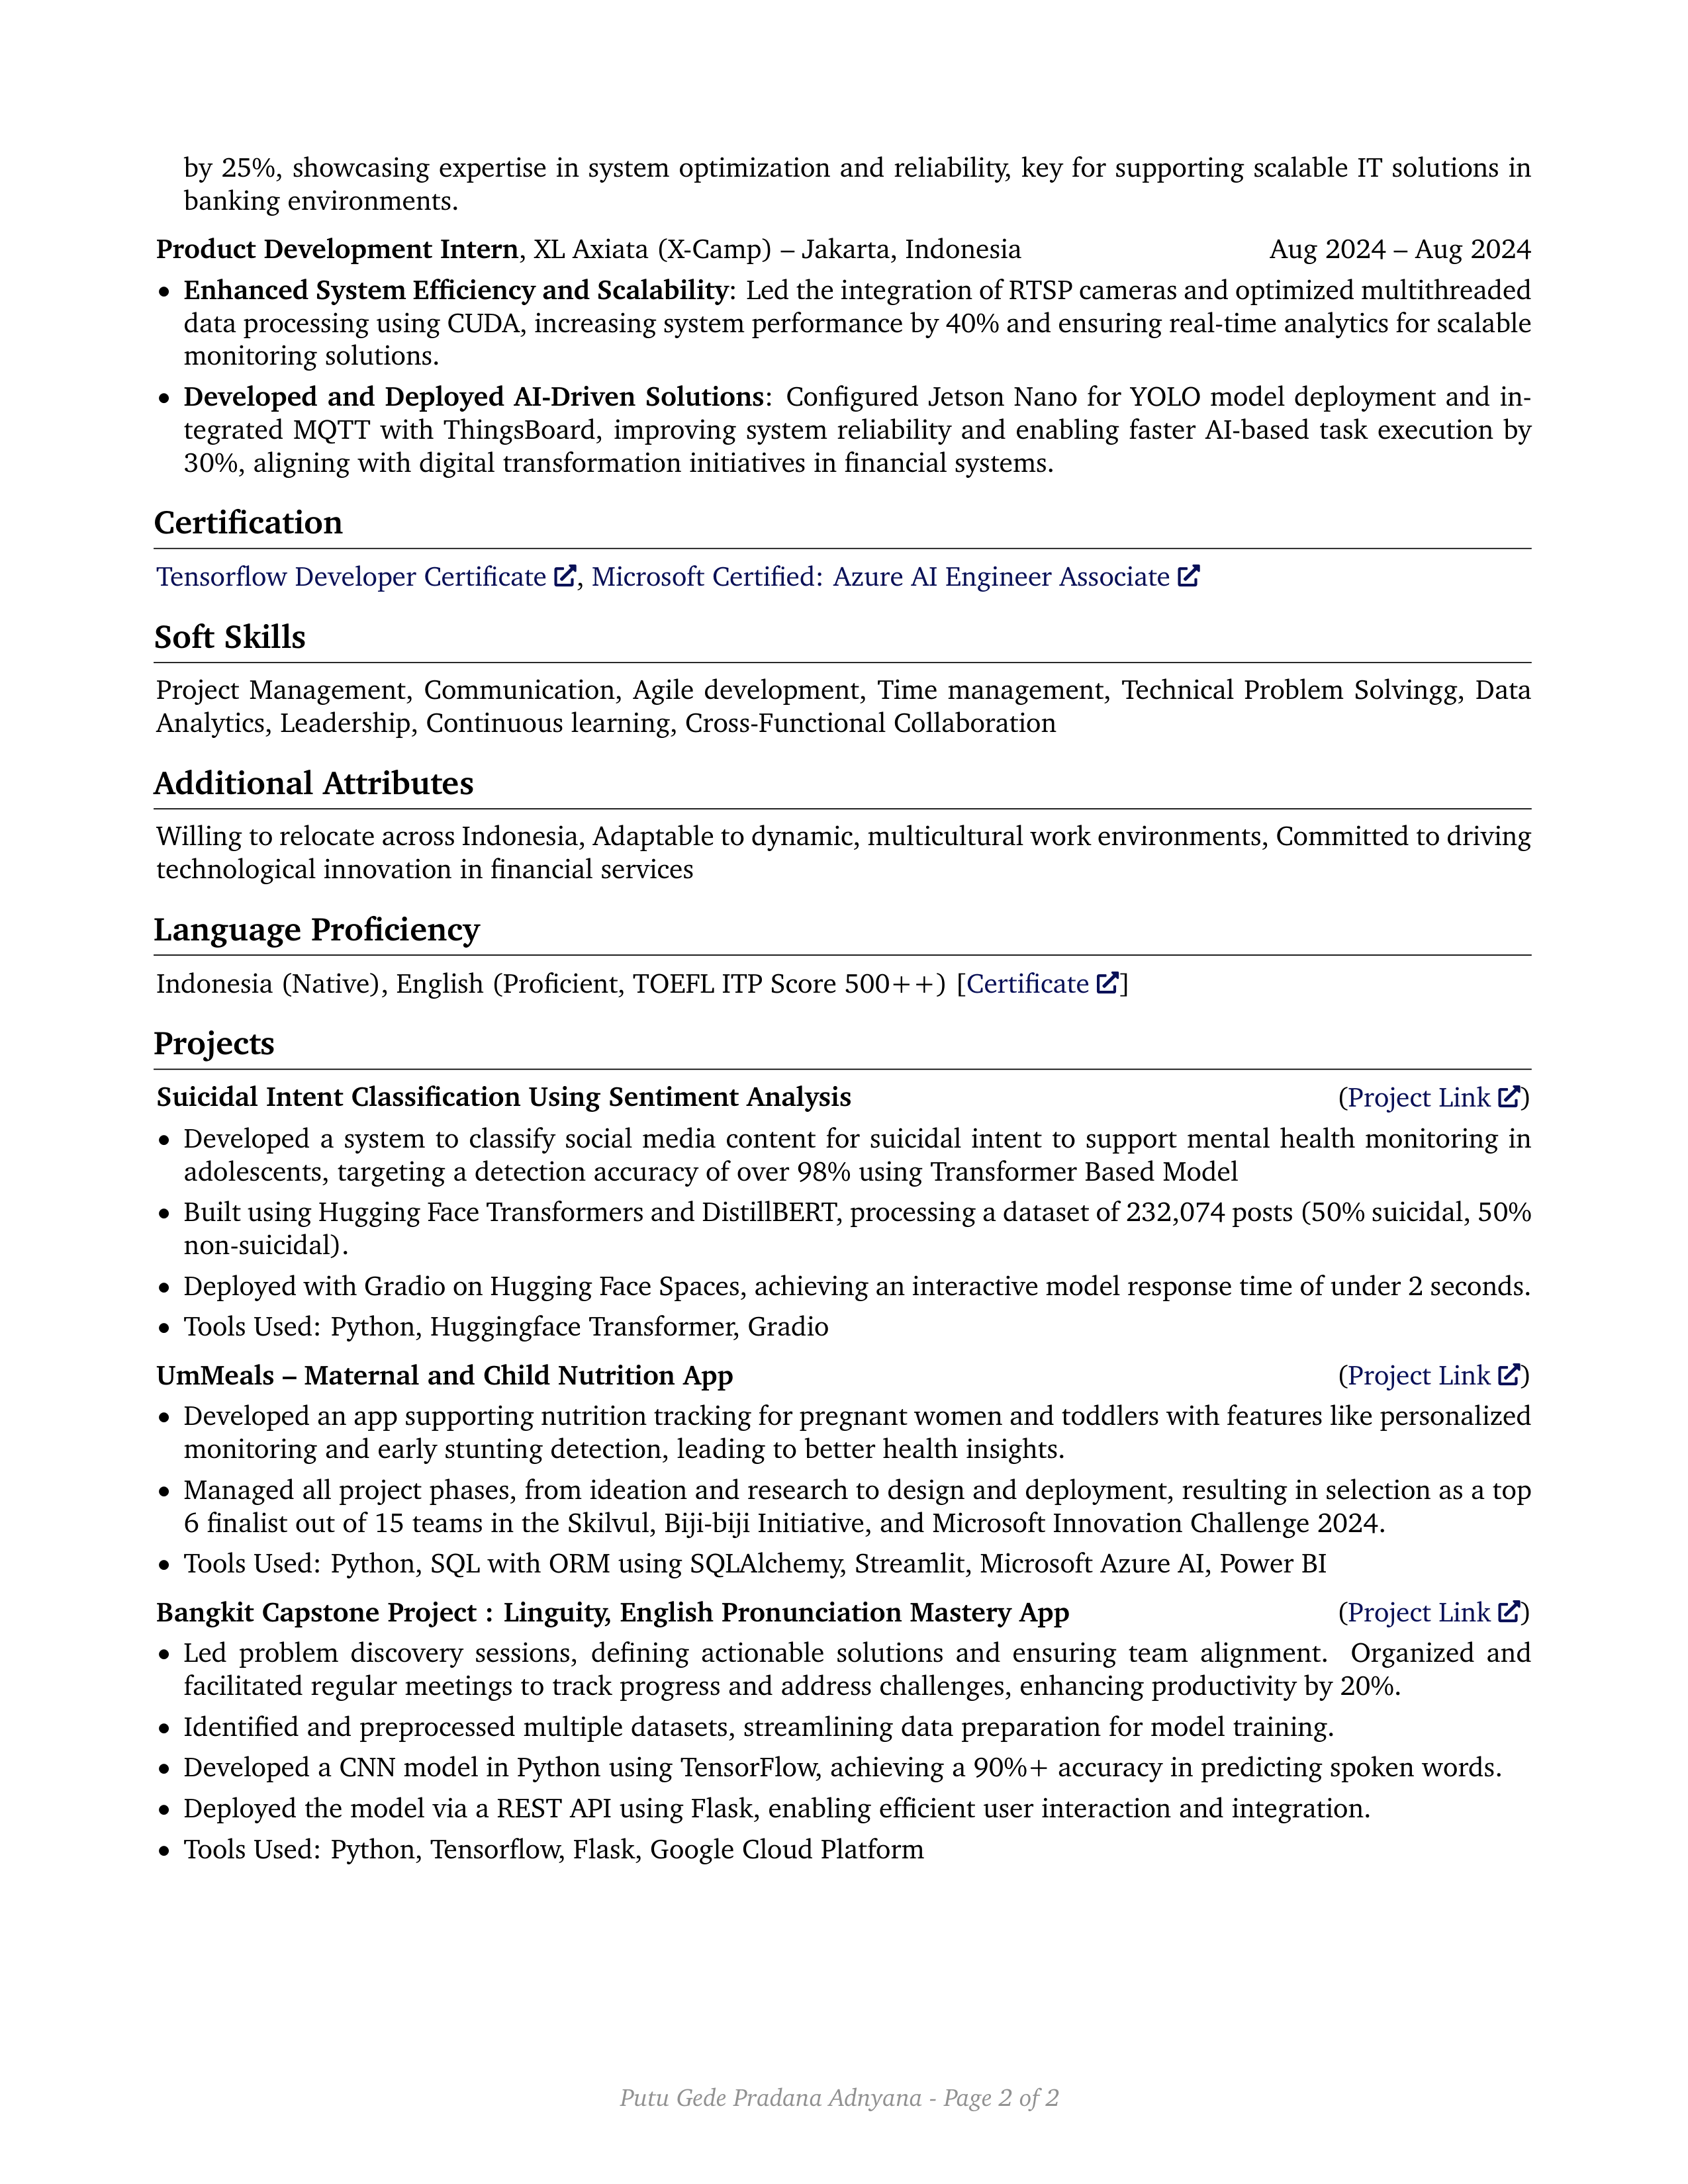 by 25%, showcasing expertise in system optimization and reliability, key for supporting scalable IT solutions in
banking environments.
Product Development Intern, XL Axiata (X-Camp) – Jakarta, Indonesia Aug 2024 – Aug 2024
• Enhanced System Efficiency and Scalability: Led the integration of RTSP cameras and optimized multithreaded
data processing using CUDA, increasing system performance by 40% and ensuring real-time analytics for scalable
monitoring solutions.
• Developed and Deployed AI-Driven Solutions: Configured Jetson Nano for YOLO model deployment and in-
tegrated MQTT with ThingsBoard, improving system reliability and enabling faster AI-based task execution by
30%, aligning with digital transformation initiatives in financial systems.
Certification
Tensorflow Developer Certificate, Microsoft Certified: Azure AI Engineer Associate
Soft Skills
Project Management, Communication, Agile development, Time management, Technical Problem Solvingg, Data
Analytics, Leadership, Continuous learning, Cross-Functional Collaboration
Additional Attributes
Willing to relocate across Indonesia, Adaptable to dynamic, multicultural work environments, Committed to driving
technological innovation in financial services
Language Proficiency
Indonesia (Native), English (Proficient, TOEFL ITP Score 500++) [Certificate]
Projects
Suicidal Intent Classification Using Sentiment Analysis (Project Link)
• Developed a system to classify social media content for suicidal intent to support mental health monitoring in
adolescents, targeting a detection accuracy of over 98% using Transformer Based Model
• Built using Hugging Face Transformers and DistillBERT, processing a dataset of 232,074 posts (50% suicidal, 50%
non-suicidal).
• Deployed with Gradio on Hugging Face Spaces, achieving an interactive model response time of under 2 seconds.
• Tools Used: Python, Huggingface Transformer, Gradio
UmMeals – Maternal and Child Nutrition App (Project Link)
• Developed an app supporting nutrition tracking for pregnant women and toddlers with features like personalized
monitoring and early stunting detection, leading to better health insights.
• Managed all project phases, from ideation and research to design and deployment, resulting in selection as a top
6 finalist out of 15 teams in the Skilvul, Biji-biji Initiative, and Microsoft Innovation Challenge 2024.
• Tools Used: Python, SQL with ORM using SQLAlchemy, Streamlit, Microsoft Azure AI, Power BI
Bangkit Capstone Project : Linguity, English Pronunciation Mastery App (Project Link)
• Led problem discovery sessions, defining actionable solutions and ensuring team alignment. Organized and
facilitated regular meetings to track progress and address challenges, enhancing productivity by 20%.
• Identified and preprocessed multiple datasets, streamlining data preparation for model training.
• Developed a CNN model in Python using TensorFlow, achieving a 90%+ accuracy in predicting spoken words.
• Deployed the model via a REST API using Flask, enabling efficient user interaction and integration.
• Tools Used: Python, Tensorflow, Flask, Google Cloud Platform
Putu Gede Pradana Adnyana - Page 2 of 2